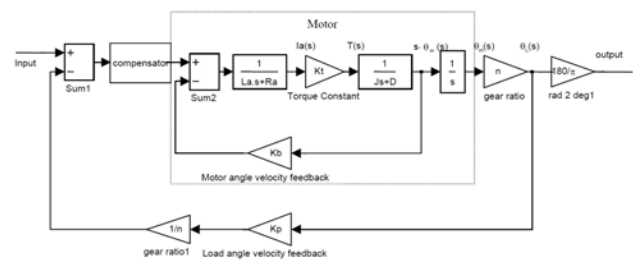 Motor
Input
+
−
Sum1
compensator
+
−
Sum2
1
La.s+Ra
Ia(s)
Kt
Torque Constant
T(s)
1
Js+D
s·θm(s)
1
s
θm(s)
n
gear ratio
θL(s)
180/π
rad 2 deg1
output
Kb
Motor angle velocity feedback
1/n
gear ratio1
Kp
Load angle velocity feedback